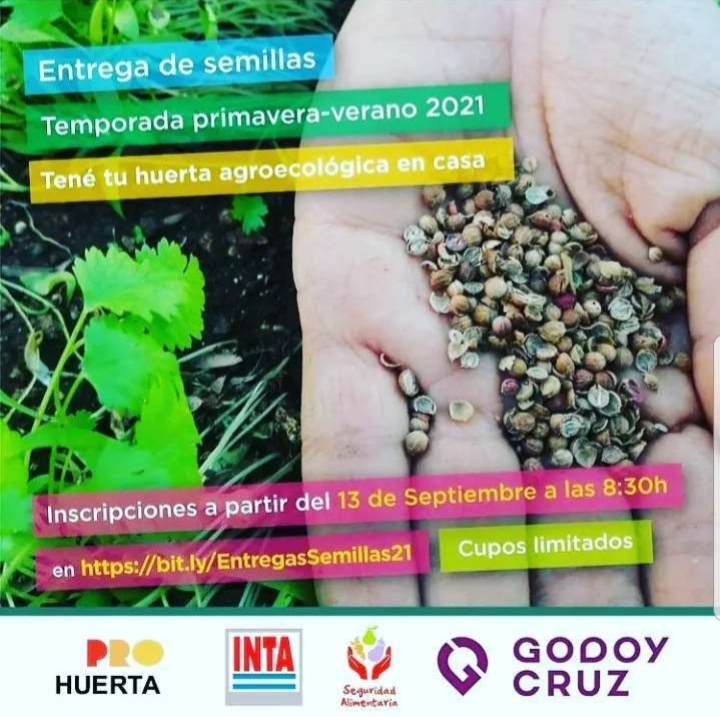 Entrega de semillas
Temporada primavera-verano 2021
Tené tu huerta agroecológica en casa
Inscripciones a partir del 13 de Septiembre a las 8:30h
en https://bit.ly/EntregasSemillas21
Cupos limitados
PRO
HUERTA
INTA
Seguridad
Alimentaria
GODOY
CRUZ